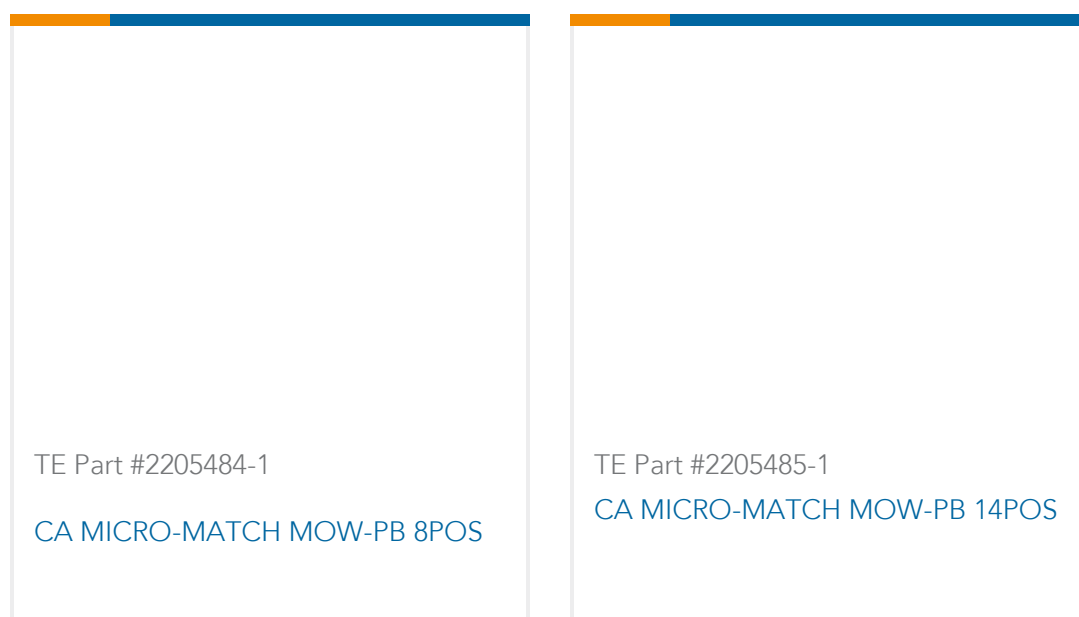 TE Part #2205484-1
CA MICRO-MATCH MOW-PB 8POS
TE Part #2205485-1
CA MICRO-MATCH MOW-PB 14POS